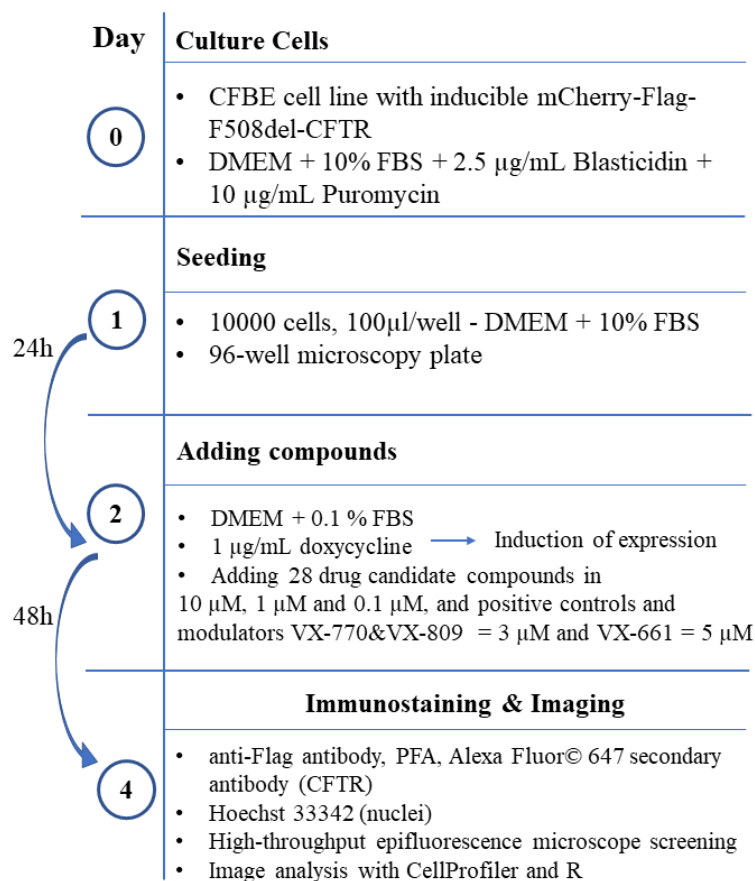 Day
Culture Cells
0
• CFBE cell line with inducible mCherry-Flag-
F508del-CFTR
• DMEM + 10% FBS + 2.5 µg/mL Blasticidin +
10 µg/mL Puromycin
Seeding
1
• 10000 cells, 100µl/well - DMEM + 10% FBS
• 96-well microscopy plate
24h
Adding compounds
2
• DMEM + 0.1 % FBS
• 1 µg/mL doxycycline → Induction of expression
• Adding 28 drug candidate compounds in
10 µM, 1 µM and 0.1 µM, and positive controls and
modulators VX-770&VX-809 = 3 µM and VX-661 = 5 µM
48h
Immunostaining & Imaging
4
• anti-Flag antibody, PFA, Alexa Fluor© 647 secondary
antibody (CFTR)
• Hoechst 33342 (nuclei)
• High-throughput epifluorescence microscope screening
• Image analysis with CellProfiler and R